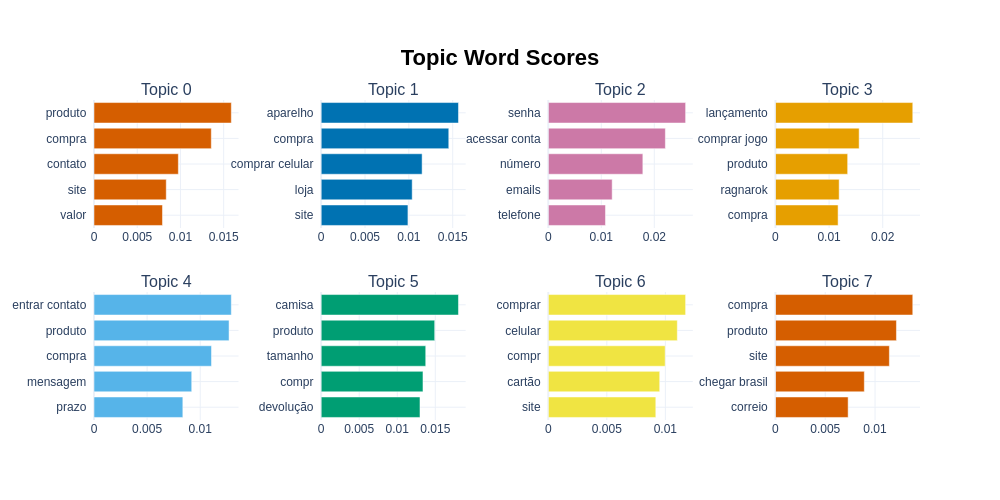 Topic Word Scores
Topic 0
produto
compra
contato
site
valor
0 0.005 0.01 0.015
Topic 1
aparelho
compra
comprar celular
loja
site
0 0.005 0.01 0.015
Topic 2
senha
acessar conta
número
emails
telefone
0 0.01 0.02
Topic 3
lançamento
comprar jogo
produto
ragnarok
compra
0 0.01 0.02
Topic 4
entrar contato
produto
compra
mensagem
prazo
0 0.005 0.01
Topic 5
camisa
produto
tamanho
compr
devolução
0 0.005 0.01 0.015
Topic 6
comprar
celular
compr
cartão
site
0 0.005 0.01
Topic 7
compra
produto
site
chegar brasil
correio
0 0.005 0.01